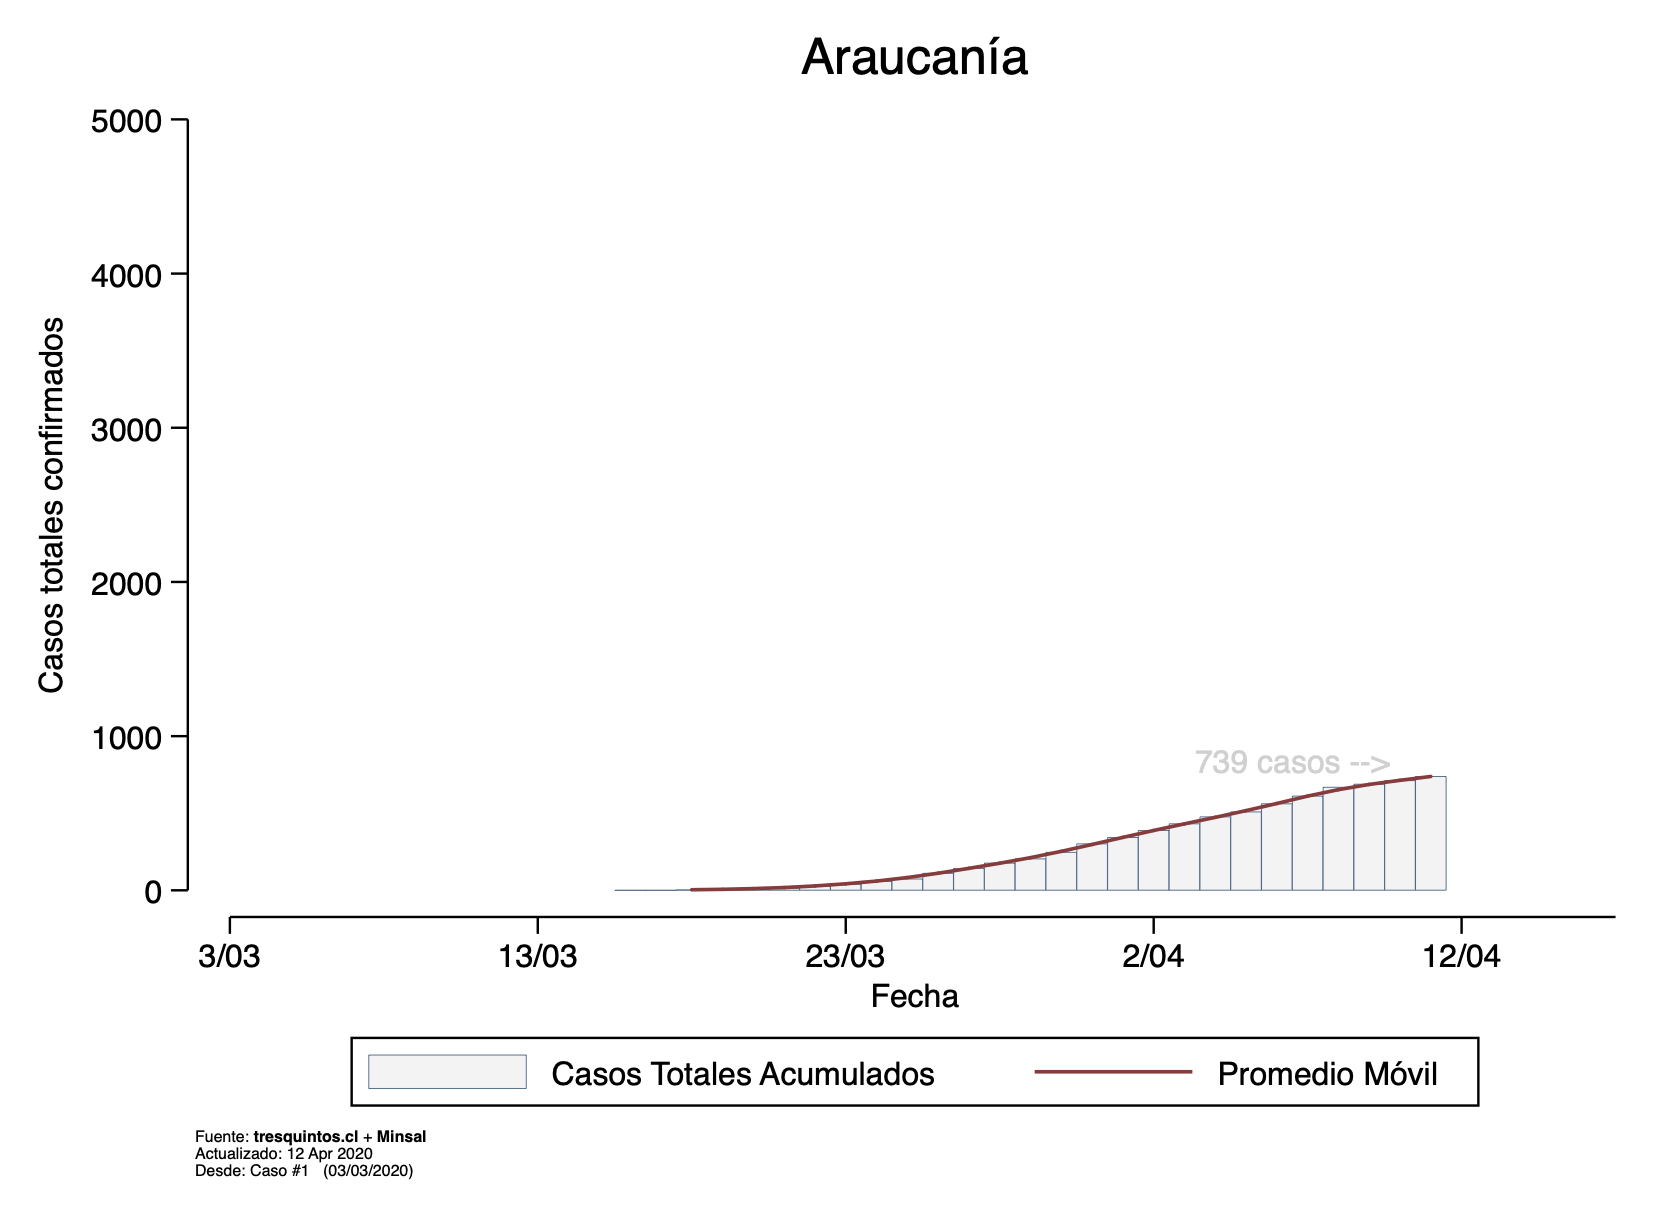 Araucanía
Casos totales confirmados
5000
4000
3000
2000
1000
0
739 casos -->
3/03 13/03 23/03 2/04 12/04
Fecha
Casos Totales Acumulados Promedio Móvil
Fuente: tresquintos.cl + Minsal
Actualizado: 12 Apr 2020
Desde: Caso #1 (03/03/2020)